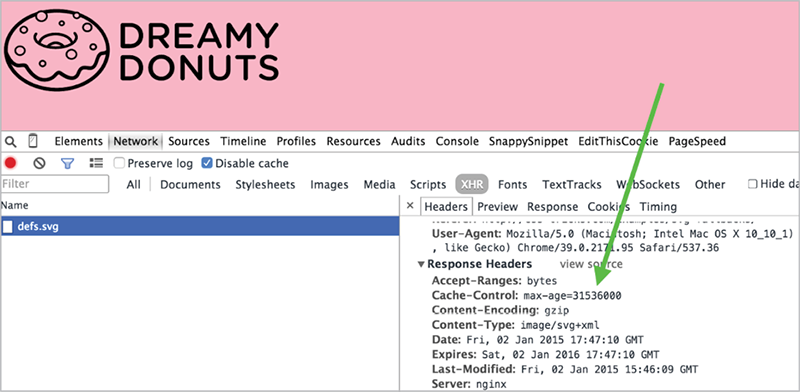 DREAMY
DONUTS
Elements Network Sources Timeline Profiles Resources Audits Console SnappySnippet EditThisCookie PageSpeed
Preserve log Disable cache
Filter All Documents Stylesheets Images Media Scripts XHR Fonts TextTracks WebSockets Other Hide da
Name × Headers Preview Response Cookies Timing
defs.svg
User-Agent: Mozilla/5.0 (Macintosh; Intel Mac OS X 10_10_1)
, like Gecko) Chrome/39.0.2171.95 Safari/537.36
Response Headers view source
Accept-Ranges: bytes
Cache-Control: max-age=31536000
Content-Encoding: gzip
Content-Type: image/svg+xml
Date: Fri, 02 Jan 2015 17:47:10 GMT
Expires: Sat, 02 Jan 2016 17:47:10 GMT
Last-Modified: Fri, 02 Jan 2015 15:46:09 GMT
Server: nginx